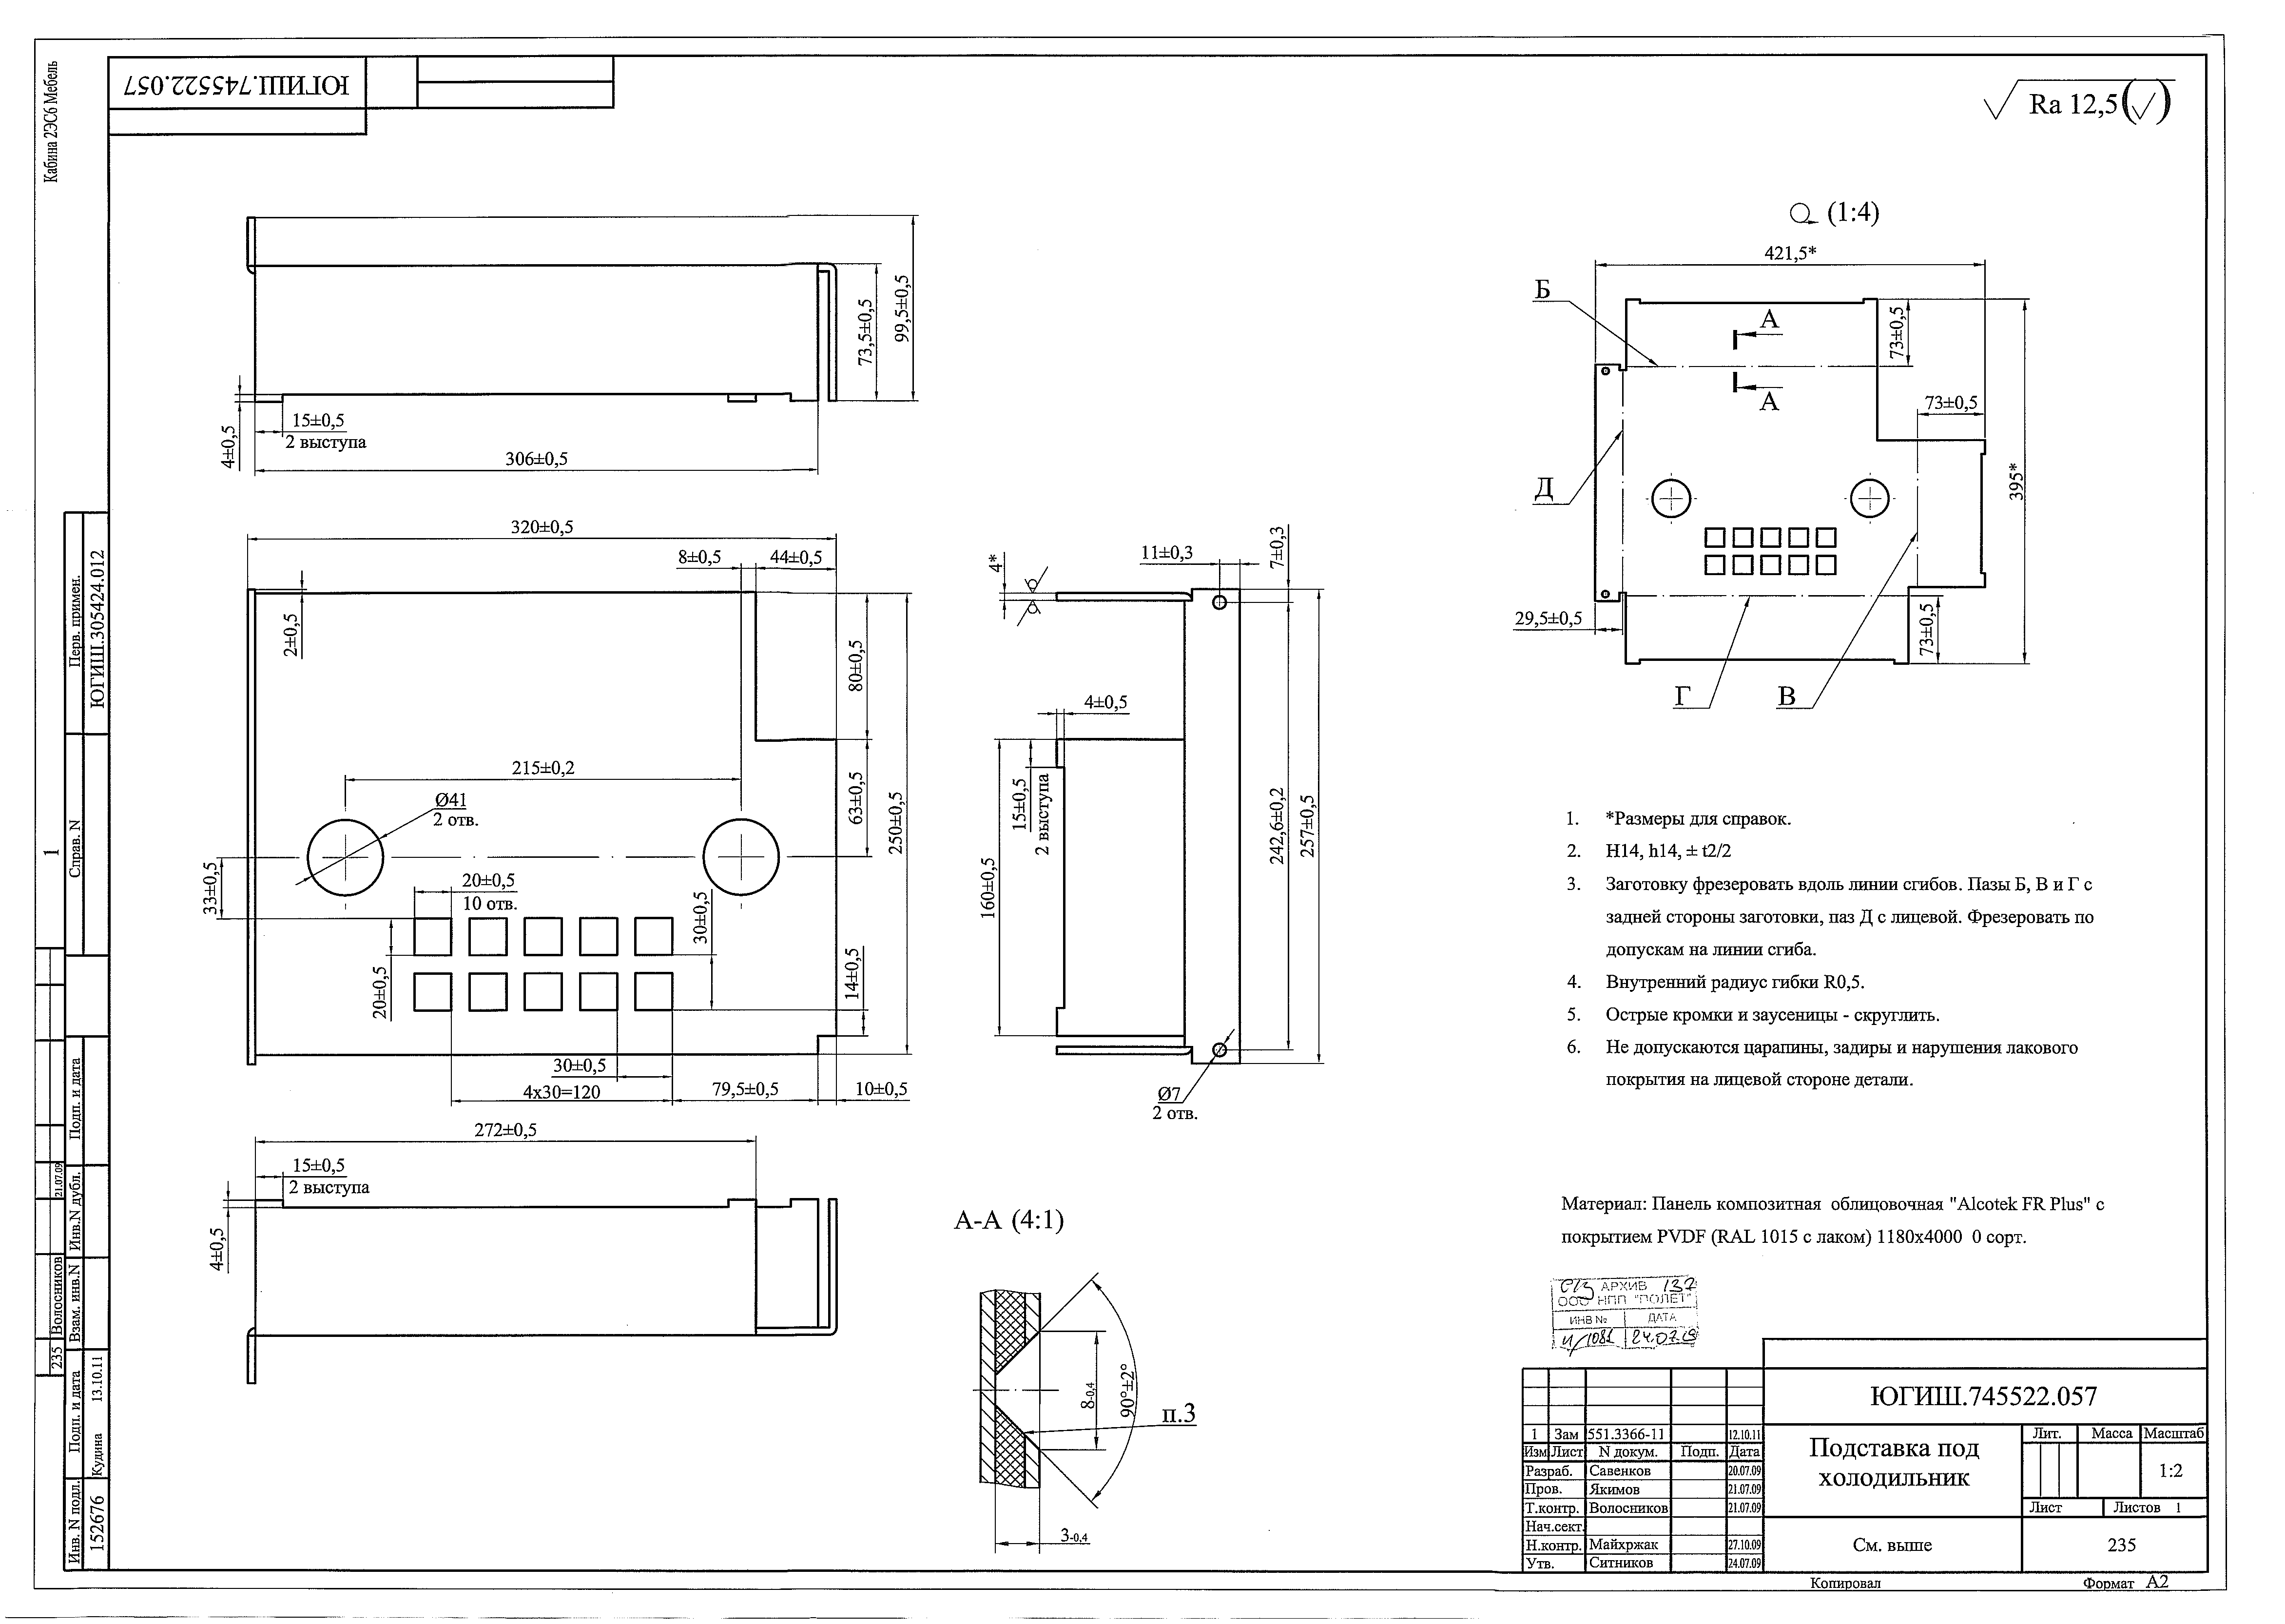 Кабина 2ЭС6 Мебель
ЮГИШ.745522.057
Ra 12,5
(1:4)
421,5*
Б
А
А
73±0,5
73±0,5
Д
395*
29,5±0,5
73±0,5
Г
В
99,5±0,5
73,5±0,5
4±0,5
15±0,5
2 выступа
306±0,5
320±0,5
8±0,5
44±0,5
2±0,5
80±0,5
215±0,2
Ø41
2 отв.
63±0,5
250±0,5
33±0,5
20±0,5
10 отв.
30±0,5
20±0,5
14±0,5
30±0,5
4x30=120
79,5±0,5
10±0,5
4*
11±0,3
7±0,3
4±0,5
15±0,5
2 выступа
160±0,5
242,6±0,2
257±0,5
Ø7
2 отв.
272±0,5
15±0,5
2 выступа
4±0,5
А-А (4:1)
8-0,4
90°±2°
п.3
3-0,4
1. *Размеры для справок.
2. H14, h14, ± t2/2
3. Заготовку фрезеровать вдоль линии сгибов. Пазы Б, В и Г с
задней стороны заготовки, паз Д с лицевой. Фрезеровать по
допускам на линии сгиба.
4. Внутренний радиус гибки R0,5.
5. Острые кромки и заусеницы - скруглить.
6. Не допускаются царапины, задиры и нарушения лакового
покрытия на лицевой стороне детали.
Материал: Панель композитная облицовочная "Alcotek FR Plus" с
покрытием PVDF (RAL 1015 с лаком) 1180x4000 0 сорт.
АРХИВ 137
ООО НПП "ПОЛЕТ"
ИНВ № ДАТА
ЮГИШ.745522.057
1 Зам 551.3366-11 12.10.11
Изм Лист N докум. Подп. Дата
Разраб. Савенков 20.07.09
Пров. Якимов 21.07.09
Т.контр. Волосников 21.07.09
Нач.сект.
Н.контр. Майхржак 27.10.09
Утв. Ситников 24.07.09
Подставка под
холодильник
Лит. Масса Масштаб
1:2
Лист Листов 1
См. выше
235
Копировал
Формат А2
Перв. примен.
ЮГИШ.305424.012
Справ. N
1
Подп. и дата
Инв.N дубл.
Взам. инв.N
Подп. и дата
Кудина 13.10.11
Инв. N подл.
152676
235 Волосников 21.07.09